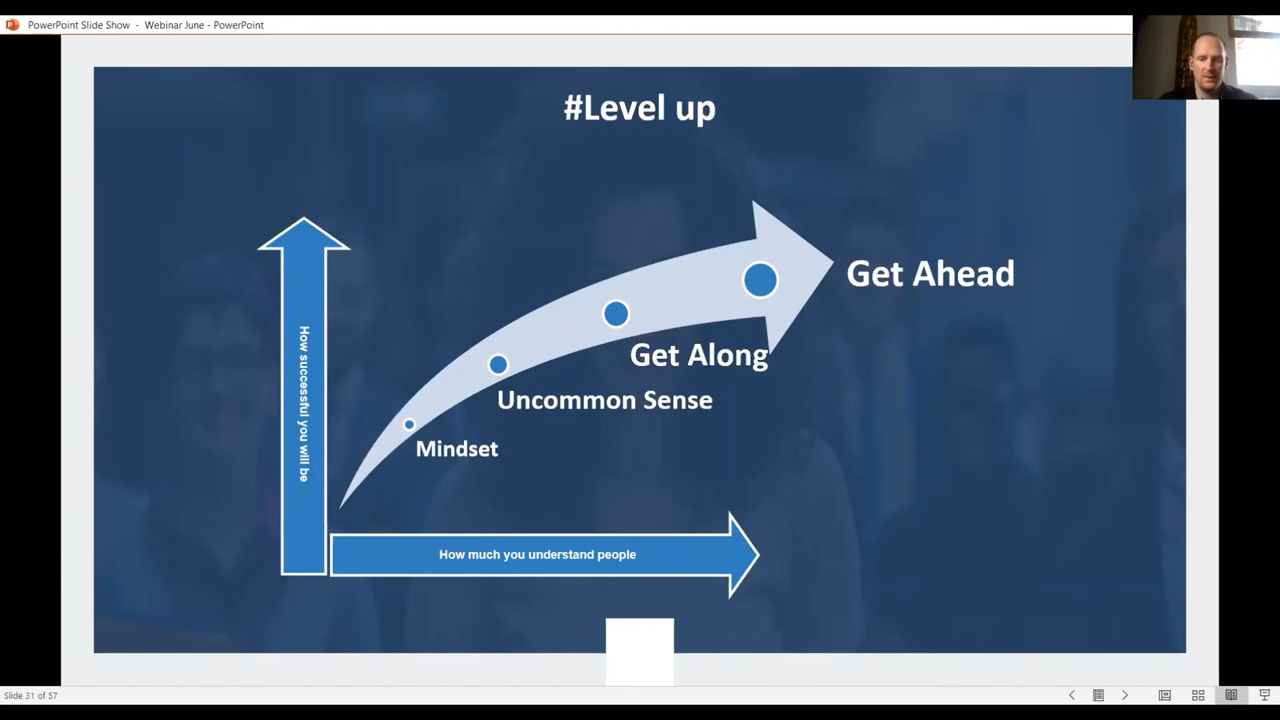 PowerPoint Slide Show - Webinar June - PowerPoint
#Level up
Get Ahead
Get Along
Uncommon Sense
Mindset
How successful you will be
How much you understand people
Slide 31 of 57